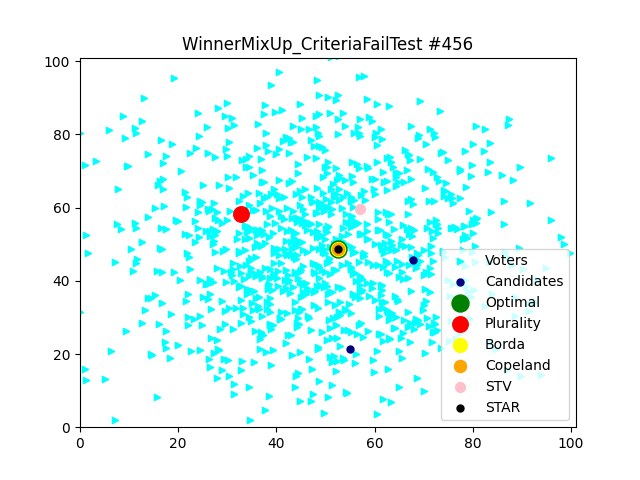 WinnerMixUp_CriteriaFailTest #456
100
80
60
40
20
0
0 20 40 60 80 100
Voters
Candidates
Optimal
Plurality
Borda
Copeland
STV
STAR